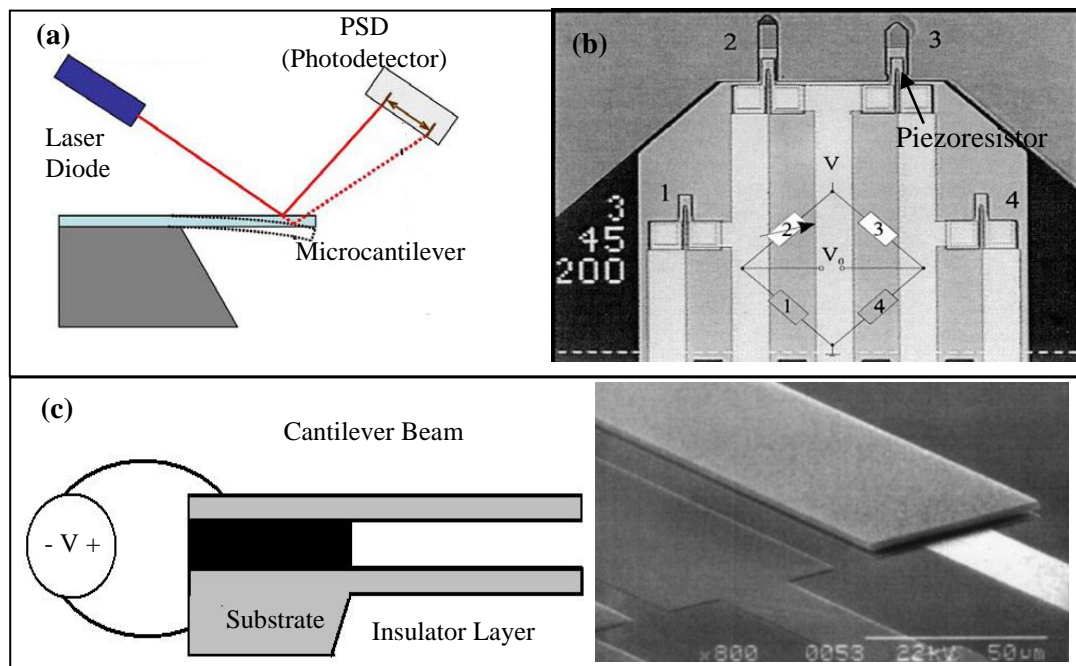 (a)
PSD
(Photodetector)
Laser
Diode
Microcantilever
(b)
2
3
Piezoresistor
1
4
V
2
3
V₀
1
4
3
45
200
(c)
Cantilever Beam
- V +
Substrate
Insulator Layer
x800 0053 22kV 50µm